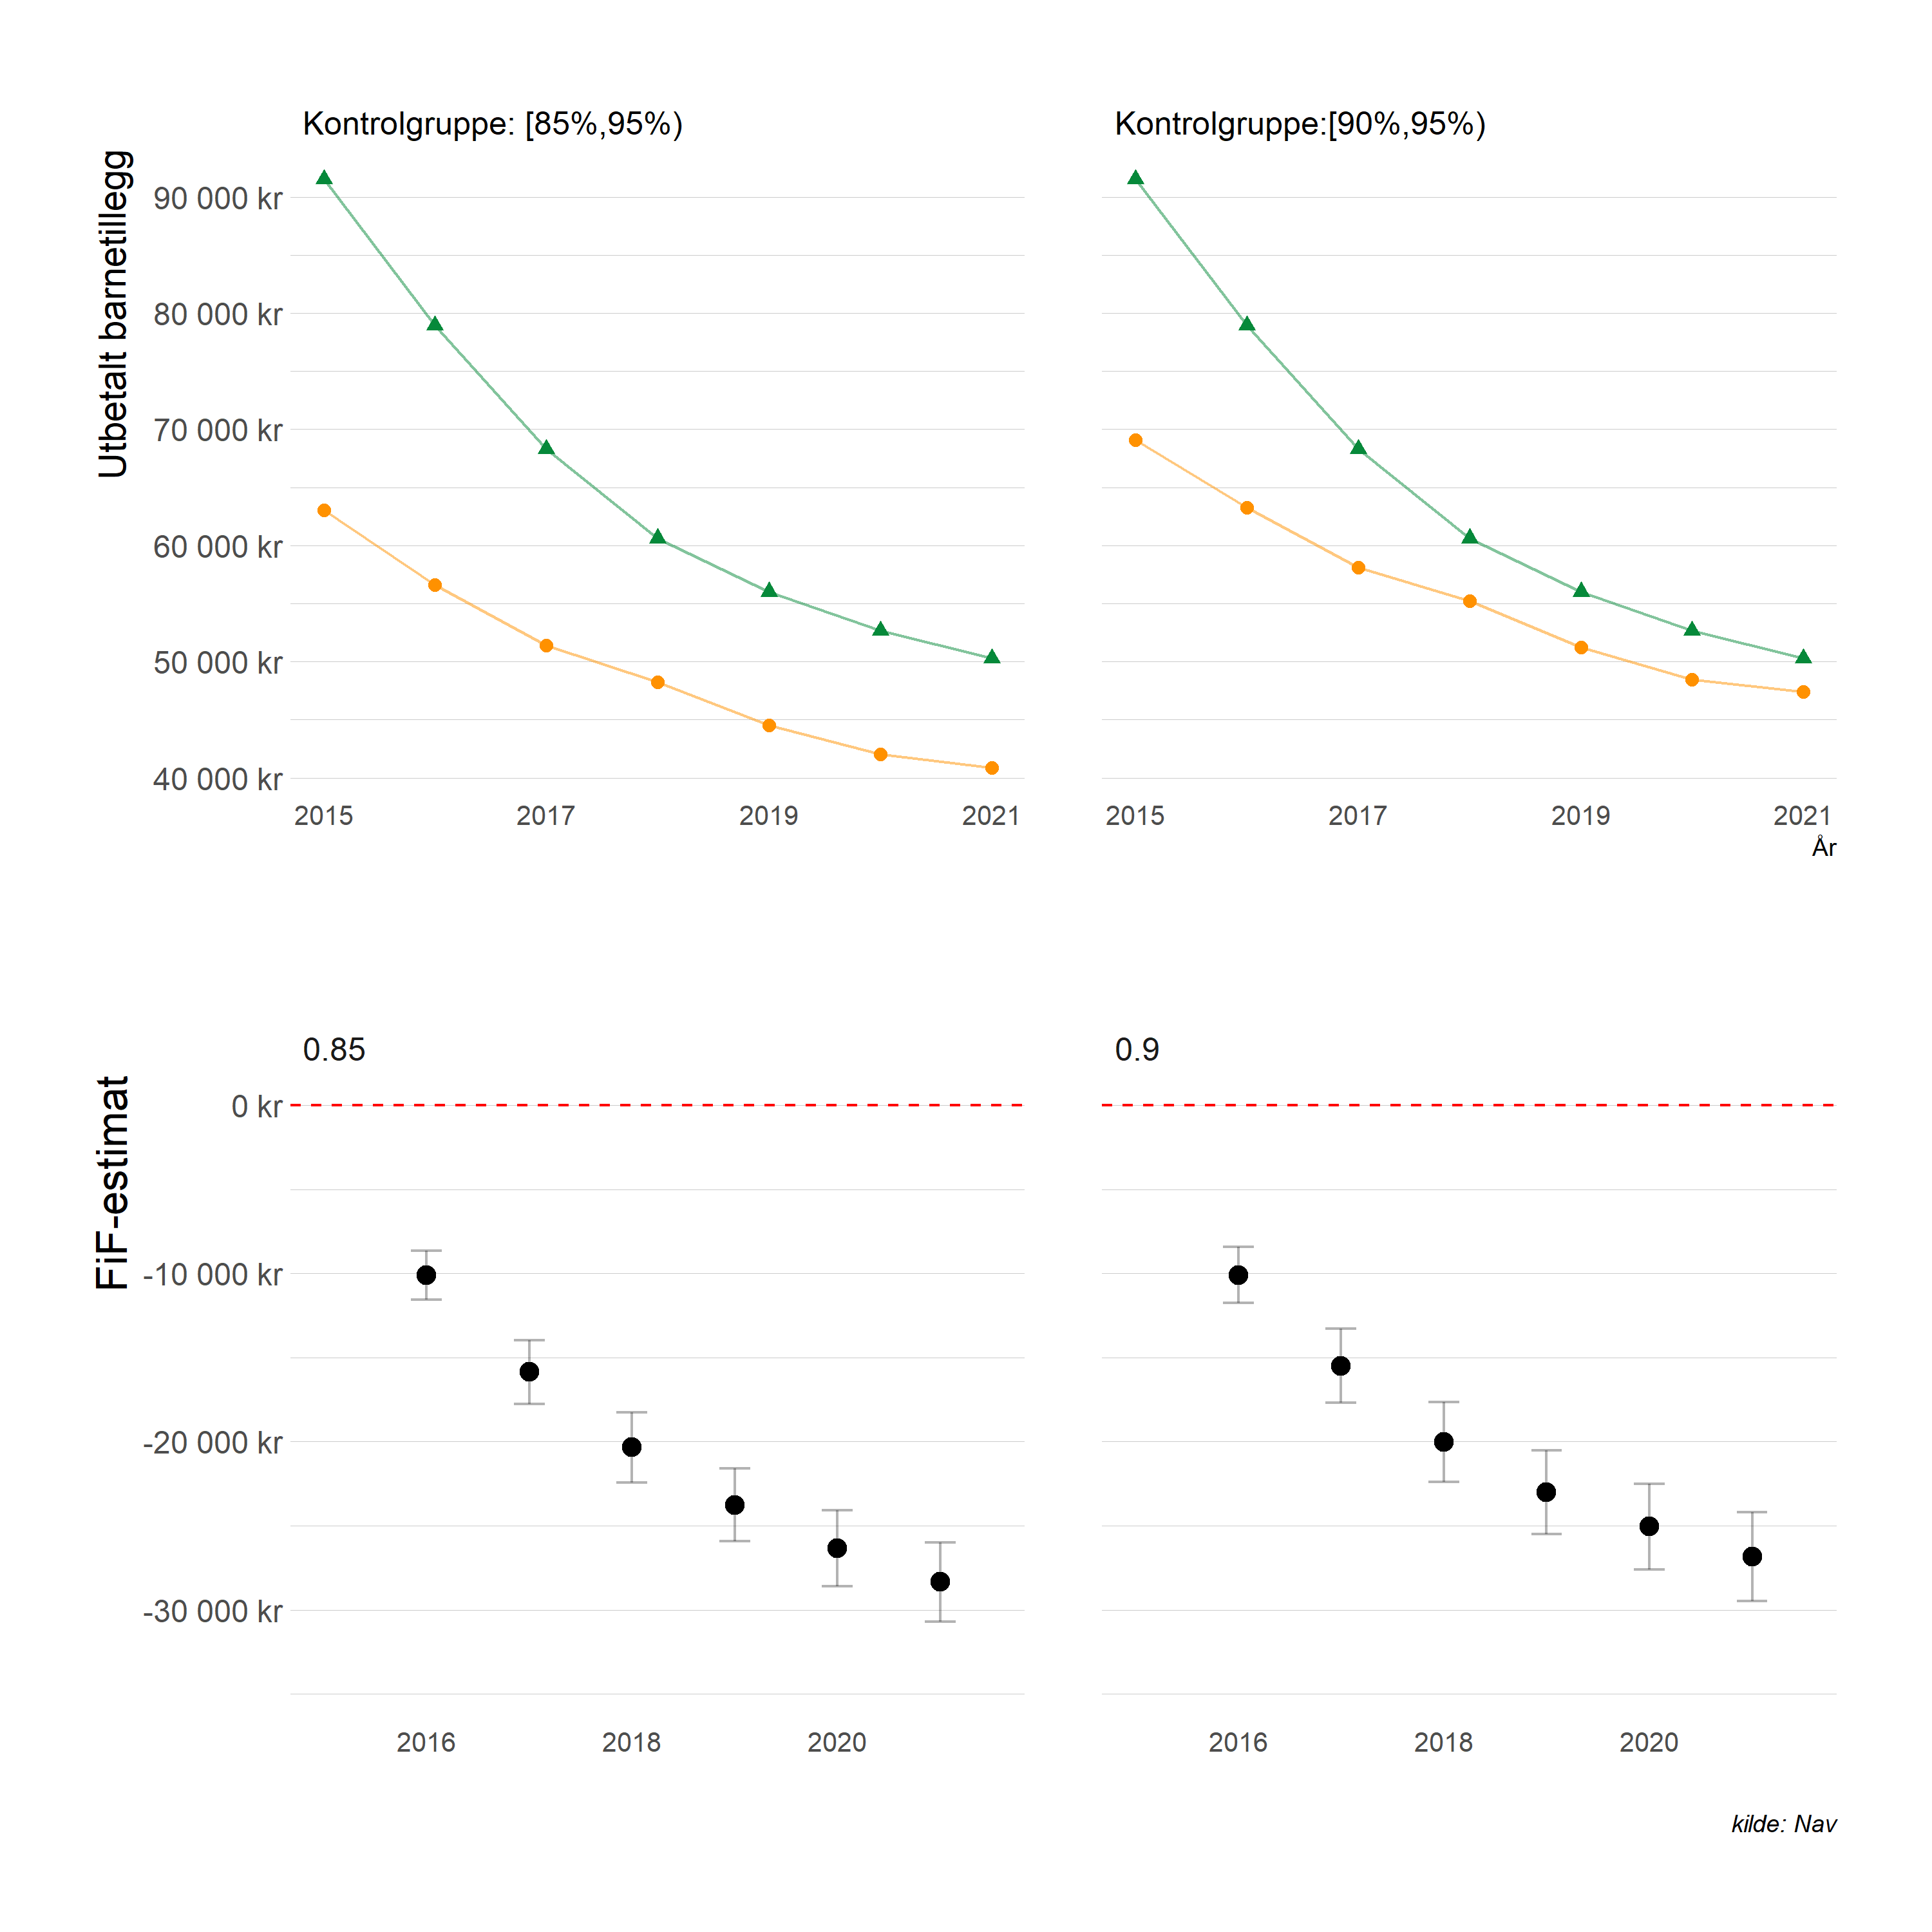 Kontrolgruppe: [85%,95%)
Kontrolgruppe:[90%,95%)
Utbetalt barnetillegg
90 000 kr
80 000 kr
70 000 kr
60 000 kr
50 000 kr
40 000 kr
2015 2017 2019 2021
2015 2017 2019 2021
År
0.85
0.9
FiF-estimat
0 kr
-10 000 kr
-20 000 kr
-30 000 kr
2016 2018 2020
2016 2018 2020
kilde: Nav